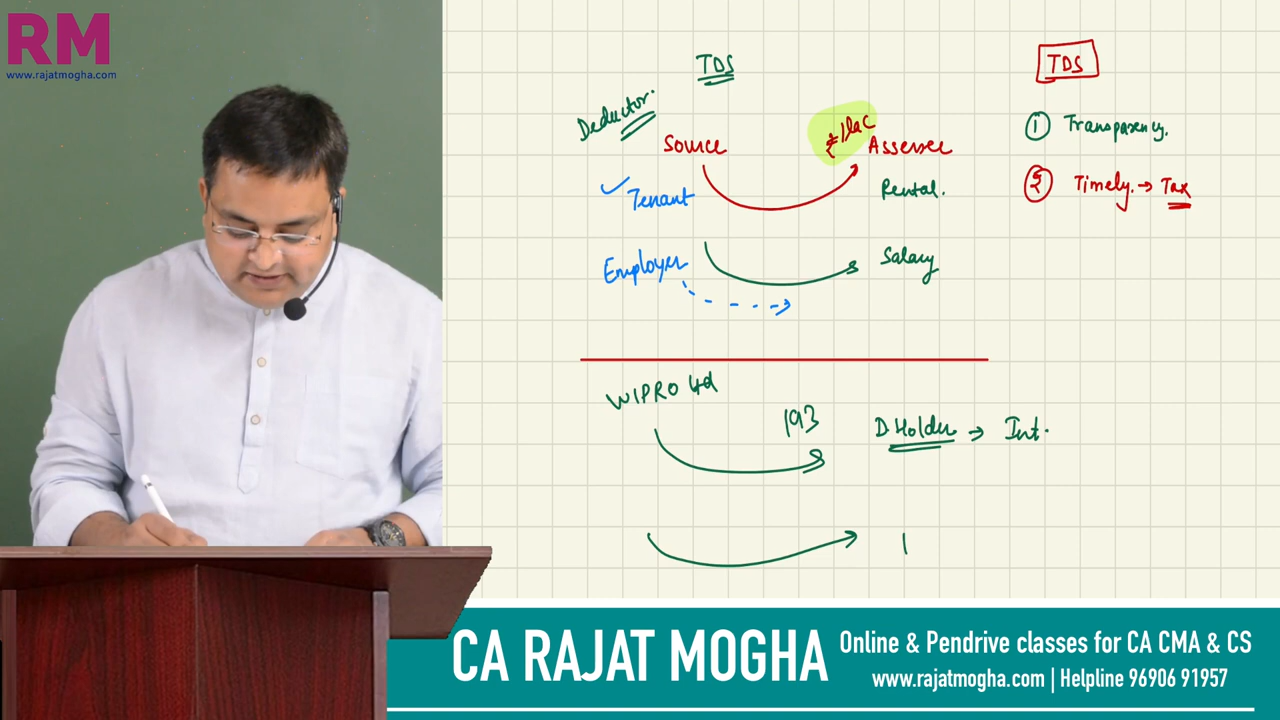 RM
www.rajatmogha.com
TDS
Deductor.
Source ₹1lac Assessee
✓Tenant Rental.
Employer Salary
WIPRO Ltd
193
D.Holder → Int.
TDS
① Transparency.
② Timely. → Tax
CA RAJAT MOGHA
Online & Pendrive classes for CA CMA & CS
www.rajatmogha.com | Helpline 96906 91957